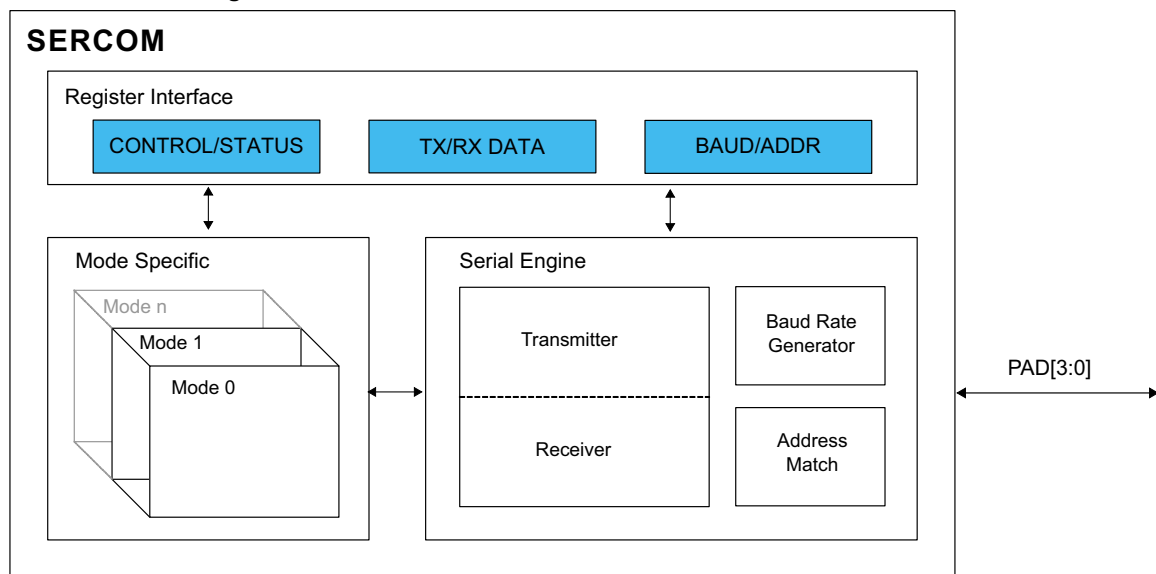 SERCOM
Register Interface
CONTROL/STATUS
TX/RX DATA
BAUD/ADDR
Mode Specific
Mode n
Mode 1
Mode 0
Serial Engine
Transmitter
Receiver
Baud Rate
Generator
Address
Match
PAD[3:0]